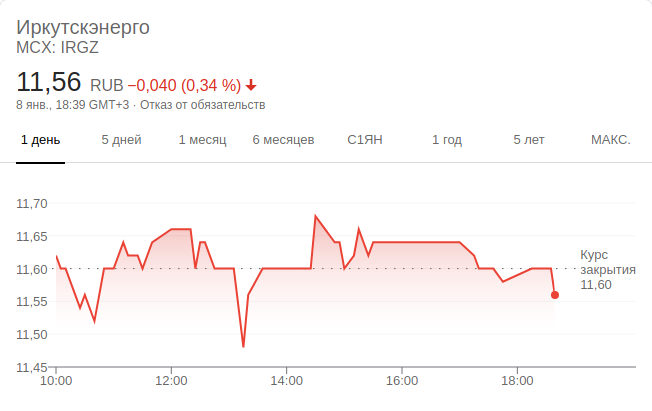 Иркутскэнерго
MCX: IRGZ
11,56 RUB −0,040 (0,34 %)
8 янв., 18:39 GMT+3 · Отказ от обязательств
1 день 5 дней 1 месяц 6 месяцев С1ЯН 1 год 5 лет МАКС.
11,70
11,65
11,60
11,55
11,50
11,45
Курс
закрытия
11,60
10:00 12:00 14:00 16:00 18:00